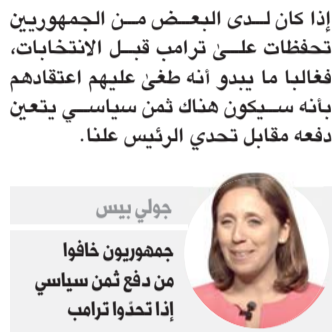 إذا كان لدى البعض من الجمهوريين
تحفظات على ترامب قبل الانتخابات،
فغالبا ما يبدو أنه طغى عليهم اعتقادهم
بأنه سيكون هناك ثمن سياسي يتعين
دفعه مقابل تحدي الرئيس علنا.
جولي بيس
جمهوريون خافوا
من دفع ثمن سياسي
إذا تحدّوا ترامب